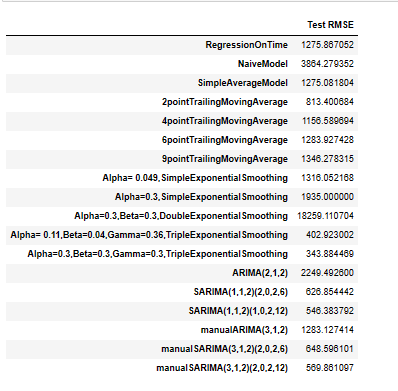 Test RMSE
RegressionOnTime 1275.867052
NaiveModel 3864.279352
SimpleAverageModel 1275.081804
2pointTrailingMovingAverage 813.400684
4pointTrailingMovingAverage 1156.589694
6pointTrailingMovingAverage 1283.927428
9pointTrailingMovingAverage 1346.278315
Alpha= 0.049,SimpleExponentialSmoothing 1316.052168
Alpha=0.3,SimpleExponentialSmoothing 1935.000000
Alpha=0.3,Beta=0.3,DoubleExponentialSmoothing 18259.110704
Alpha= 0.11,Beta=0.04,Gamma=0.36,TripleExponentialSmoothing 402.923002
Alpha=0.3,Beta=0.3,Gamma=0.3,TripleExponentialSmoothing 343.884469
ARIMA(2,1,2) 2249.492600
SARIMA(1,1,2)(2,0,2,6) 626.854442
SARIMA(1,1,2)(1,0,2,12) 546.383792
manualARIMA(3,1,2) 1283.127414
manualSARIMA(3,1,2)(2,0,2,6) 648.596101
manualSARIMA(3,1,2)(2,0,2,12) 569.861097